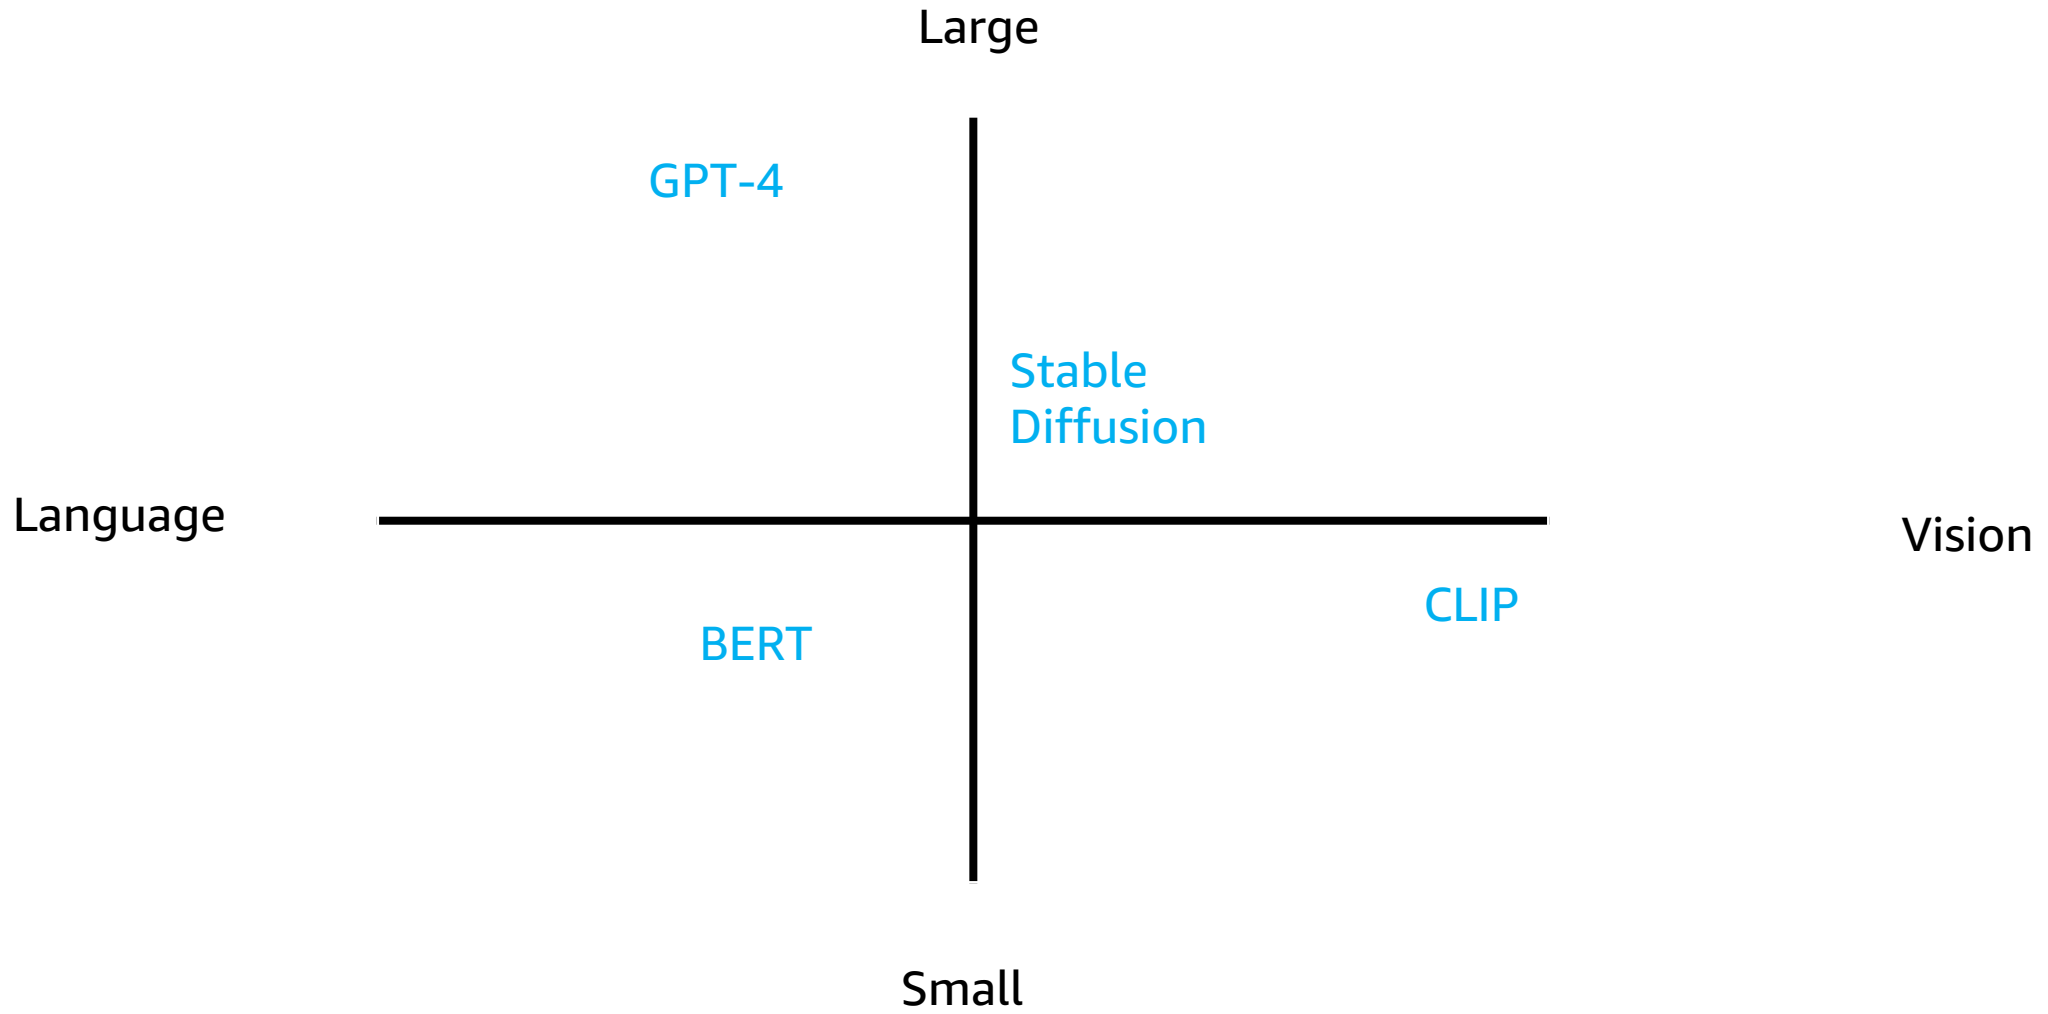 Large
GPT-4
Stable
Diffusion
Language
Vision
CLIP
BERT
Small